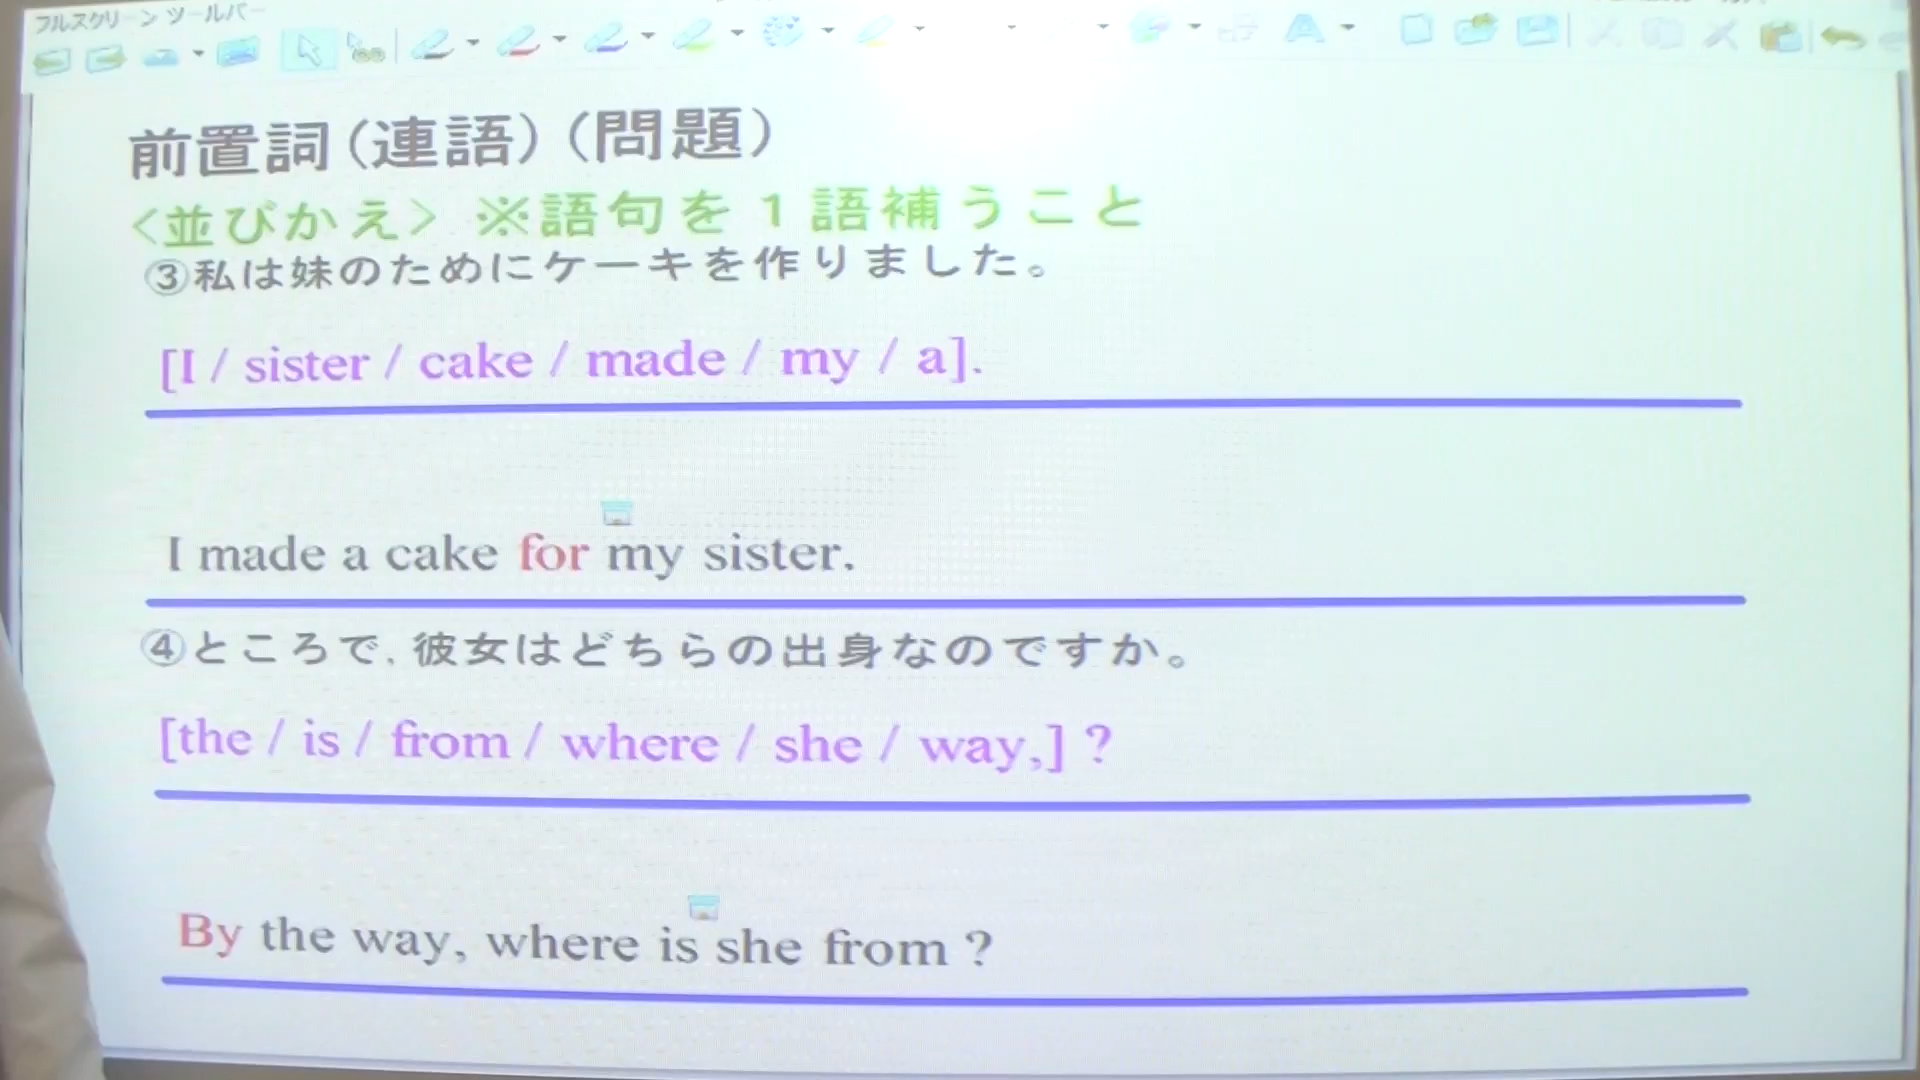 フルスクリーン ツールバー
前置詞(連語)(問題)
<並びかえ> ※語句を1語補うこと
③私は妹のためにケーキを作りました。
[I / sister / cake / made / my / a].
I made a cake for my sister.
④ところで,彼女はどちらの出身なのですか。
[the / is / from / where / she / way,] ?
By the way, where is she from ?